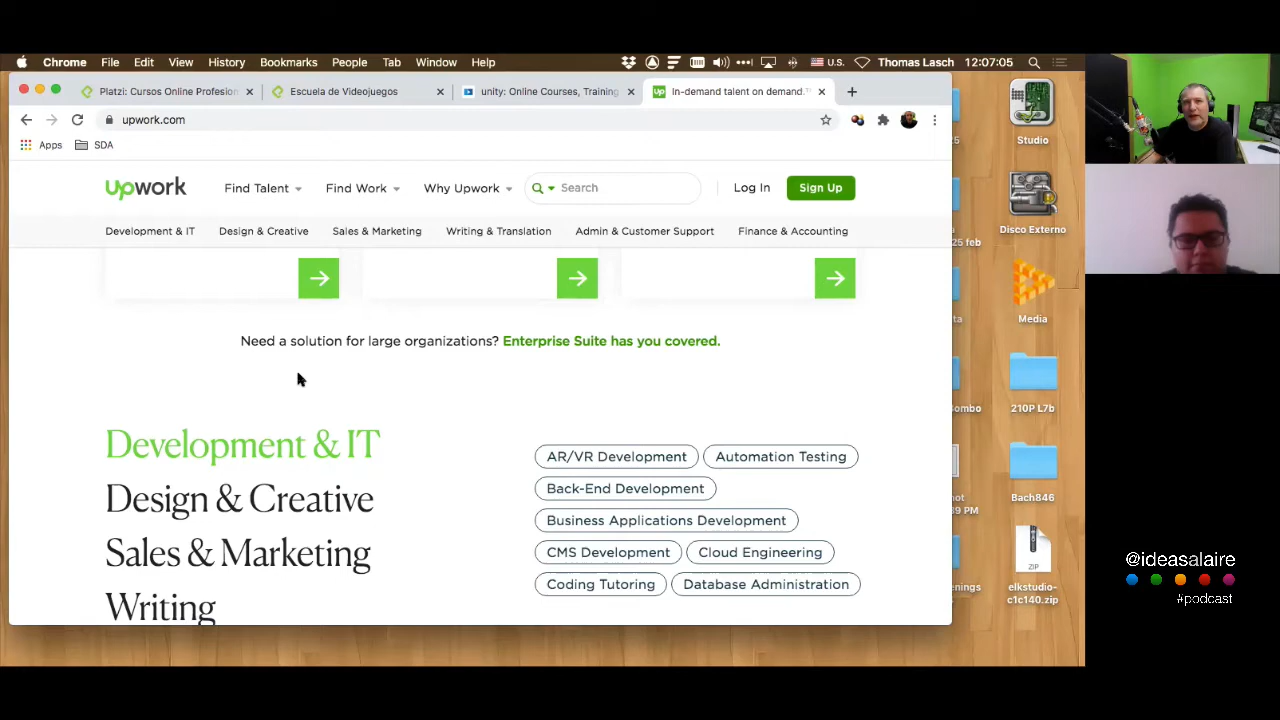 Chrome File Edit View History Bookmarks People Tab Window Help U.S. Thomas Lasch 12:07:05
Platzi: Cursos Online Profesion
Escuela de Videojuegos
unity: Online Courses, Training
In-demand talent on demand.
upwork.com
Apps SDA
upwork Find Talent Find Work Why Upwork Search Log In Sign Up
Development & IT Design & Creative Sales & Marketing Writing & Translation Admin & Customer Support Finance & Accounting
Need a solution for large organizations? Enterprise Suite has you covered.
Development & IT
Design & Creative
Sales & Marketing
Writing
AR/VR Development Automation Testing
Back-End Development
Business Applications Development
CMS Development Cloud Engineering
Coding Tutoring Database Administration
Studio
25 feb
Disco Externo
Media
210P L7b
Bach846
ZIP
elkstudio-
c1c140.zip
@ideasalaire
#podcast